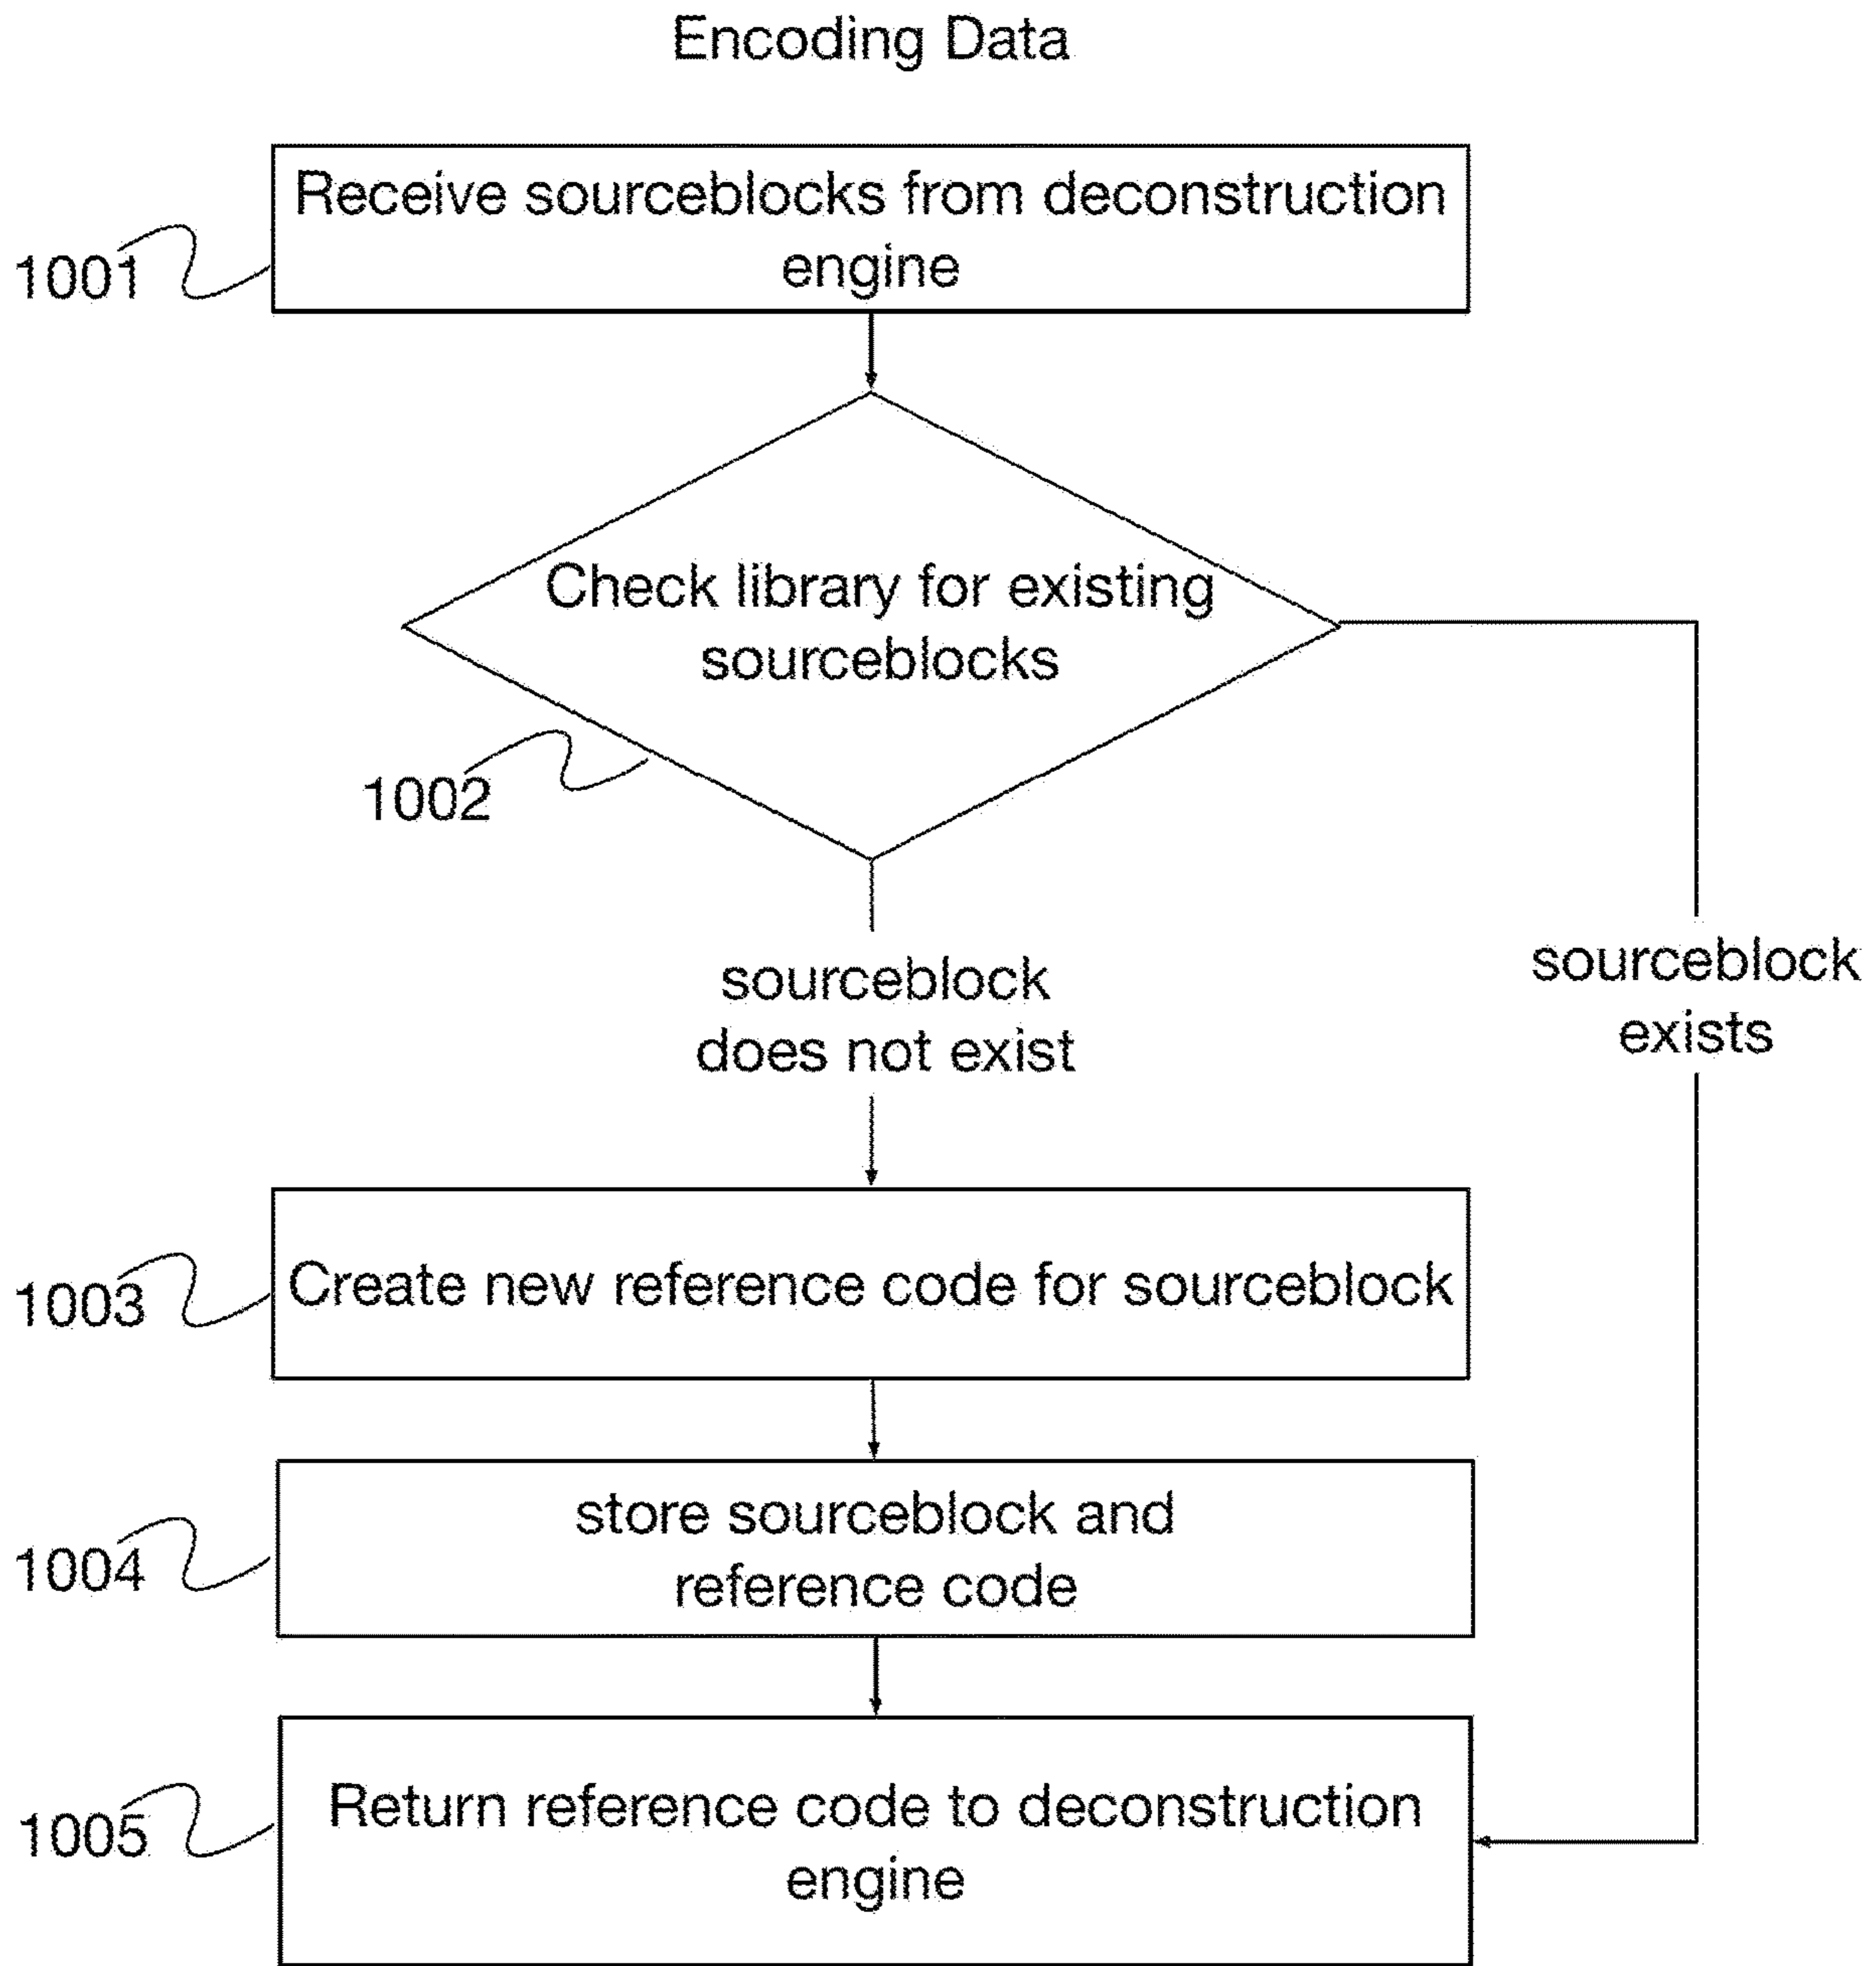 Encoding Data
Receive sourceblocks from deconstruction
engine
1001
Check library for existing
sourceblocks
1002
sourceblock
does not exist
sourceblock
exists
Create new reference code for sourceblock
1003
store sourceblock and
reference code
1004
Return reference code to deconstruction
engine
1005